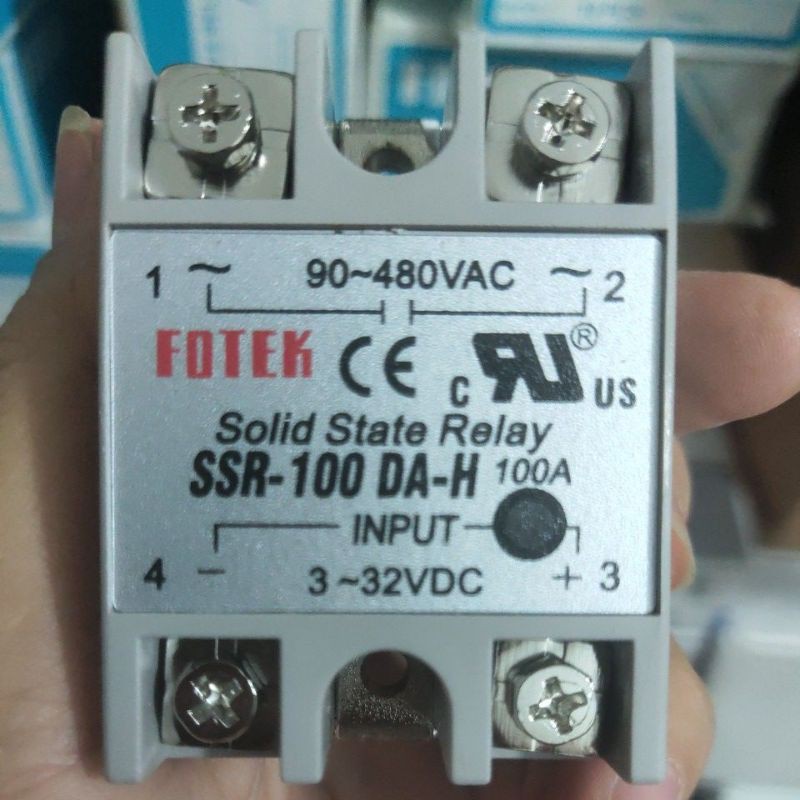 1 ~ 90~480VAC ~ 2
FOTEK CE C RU ® US
Solid State Relay
SSR-100 DA-H 100A
INPUT
4 − 3~32VDC + 3